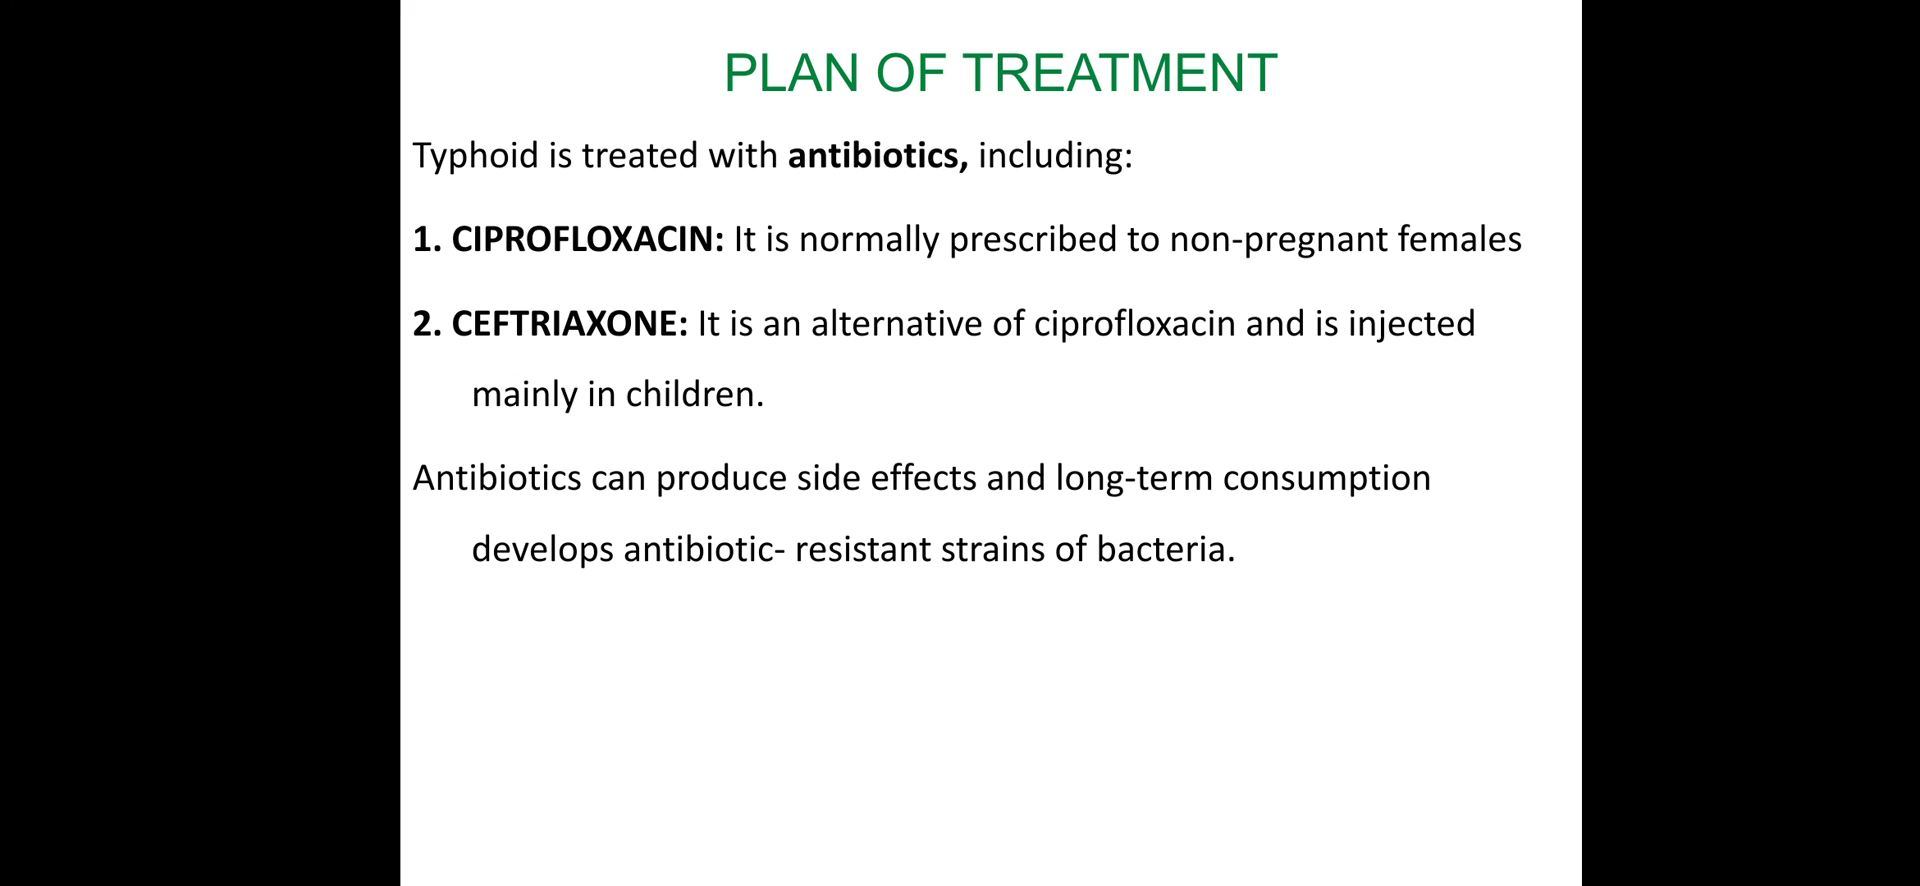 PLAN OF TREATMENT
Typhoid is treated with antibiotics, including:
1. CIPROFLOXACIN: It is normally prescribed to non-pregnant females
2. CEFTRIAXONE: It is an alternative of ciprofloxacin and is injected
mainly in children.
Antibiotics can produce side effects and long-term consumption
develops antibiotic- resistant strains of bacteria.